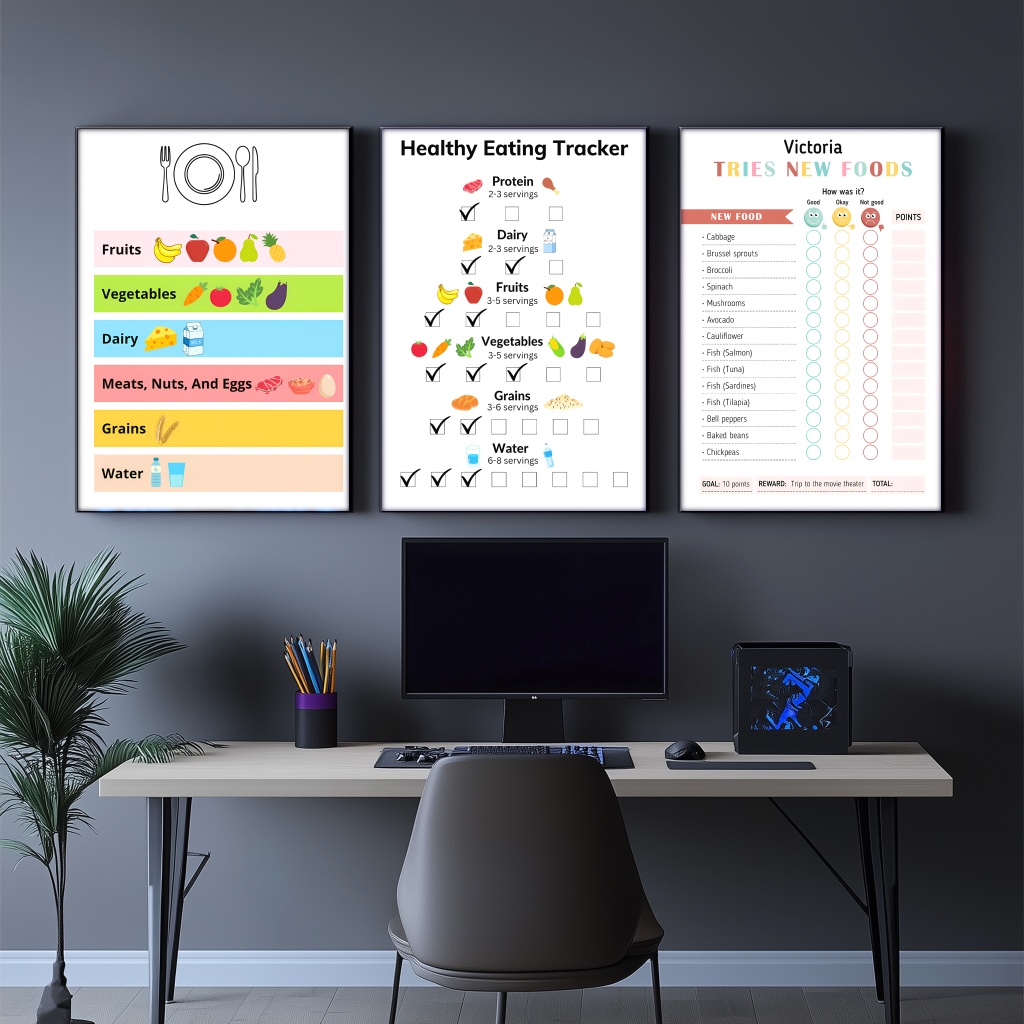 Fruits
Vegetables
Dairy
Meats, Nuts, And Eggs
Grains
Water
Healthy Eating Tracker
Protein
2-3 servings
Dairy
2-3 servings
Fruits
3-5 servings
Vegetables
3-5 servings
Grains
3-6 servings
Water
6-8 servings
Victoria
TRIES NEW FOODS
How was it?
Good Okay Not good
NEW FOOD POINTS
· Cabbage
· Brussel sprouts
· Broccoli
· Spinach
· Mushrooms
· Avocado
· Cauliflower
· Fish (Salmon)
· Fish (Tuna)
· Fish (Sardines)
· Fish (Tilapia)
· Bell peppers
· Baked beans
· Chickpeas
GOAL: 10 points REWARD: Trip to the movie theater TOTAL: